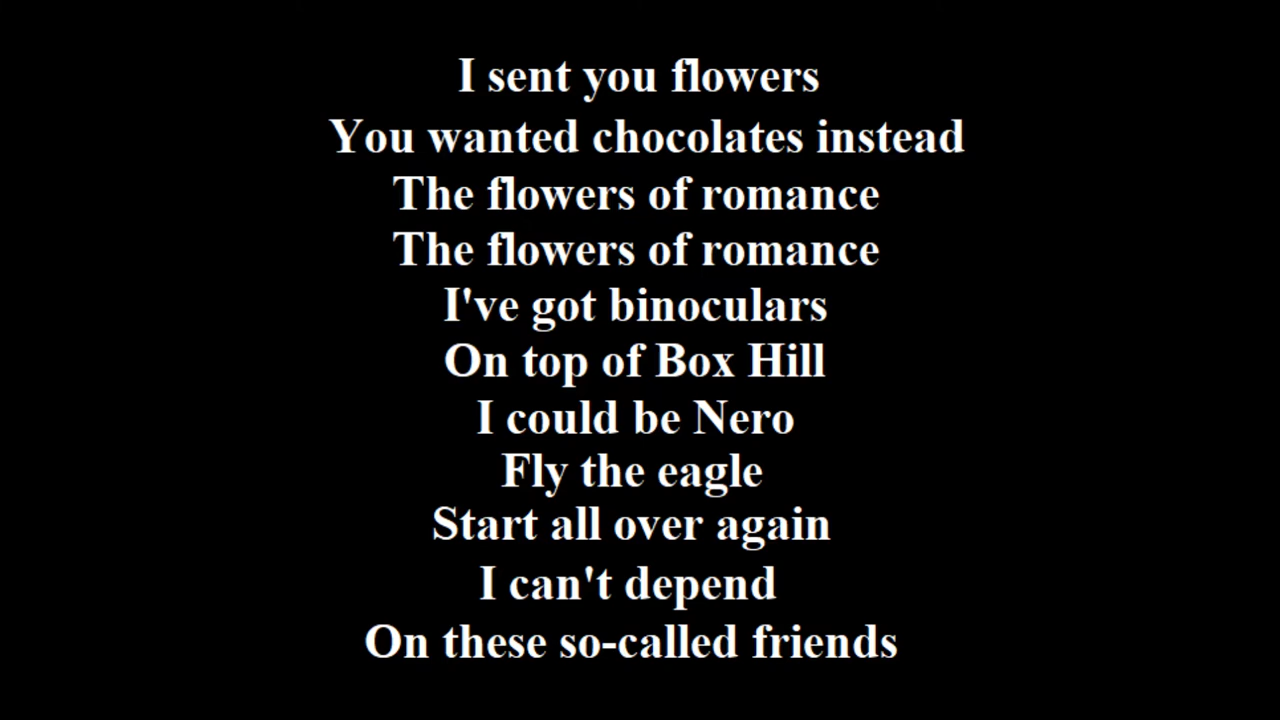 I sent you flowers
You wanted chocolates instead
The flowers of romance
The flowers of romance
I've got binoculars
On top of Box Hill
I could be Nero
Fly the eagle
Start all over again
I can't depend
On these so-called friends